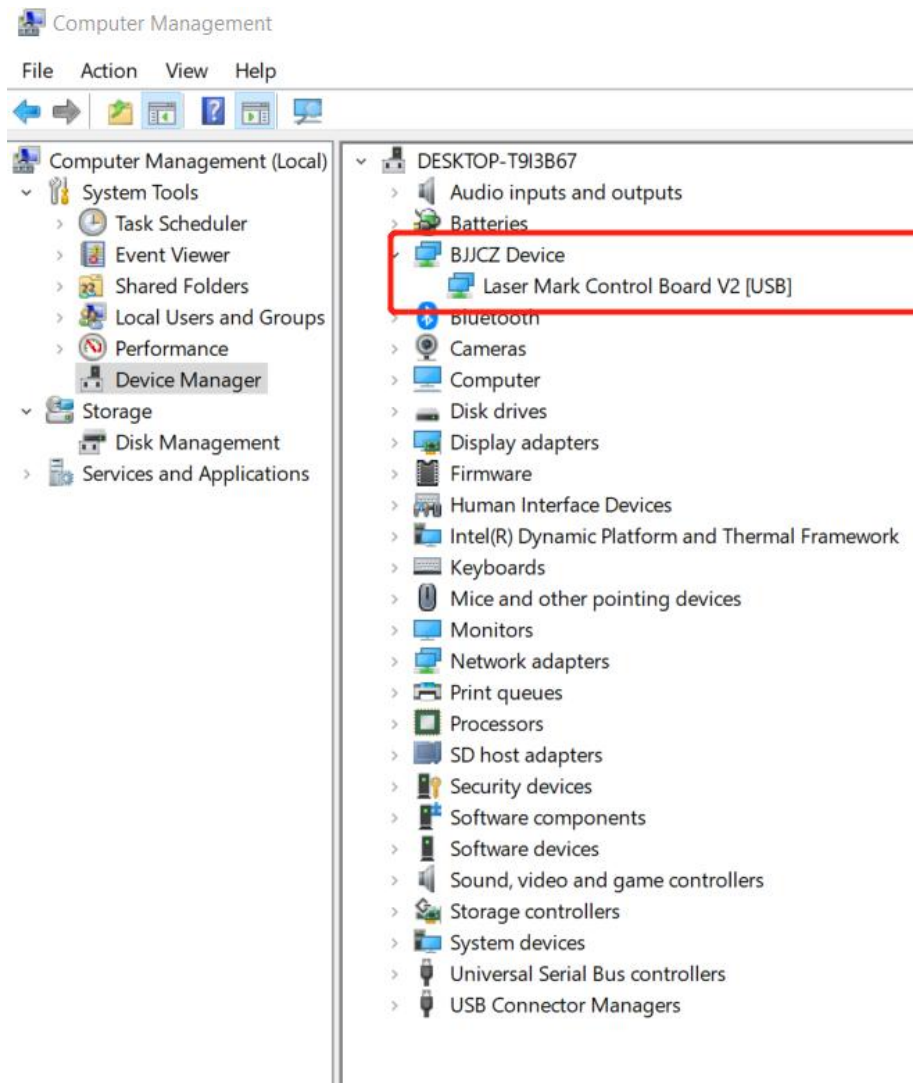 Computer Management
File Action View Help
Computer Management (Local)
System Tools
Task Scheduler
Event Viewer
Shared Folders
Local Users and Groups
Performance
Device Manager
Storage
Disk Management
Services and Applications
DESKTOP-T9I3B67
Audio inputs and outputs
Batteries
BJJCZ Device
Laser Mark Control Board V2 [USB]
Bluetooth
Cameras
Computer
Disk drives
Display adapters
Firmware
Human Interface Devices
Intel(R) Dynamic Platform and Thermal Framework
Keyboards
Mice and other pointing devices
Monitors
Network adapters
Print queues
Processors
SD host adapters
Security devices
Software components
Software devices
Sound, video and game controllers
Storage controllers
System devices
Universal Serial Bus controllers
USB Connector Managers